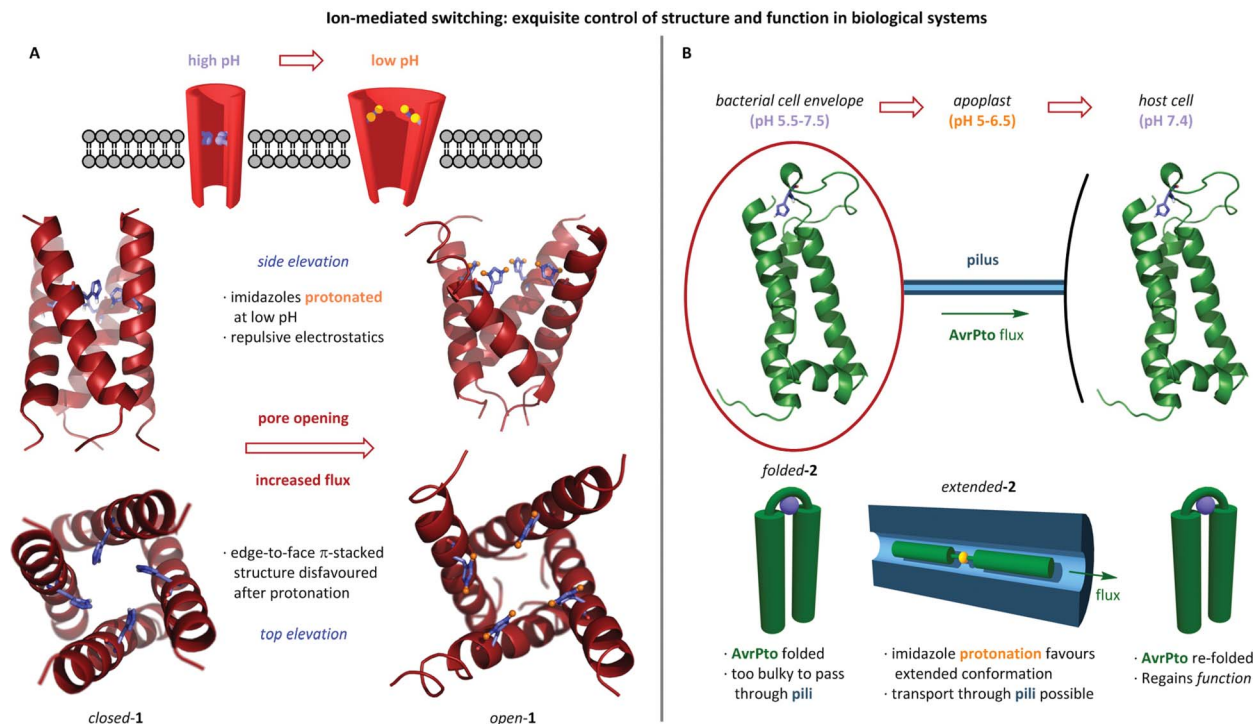 Ion-mediated switching: exquisite control of structure and function in biological systems
A
high pH
low pH
side elevation
· imidazoles protonated
at low pH
· repulsive electrostatics
pore opening
increased flux
· edge-to-face π-stacked
structure disfavoured
after protonation
top elevation
closed-1
open-1
B
bacterial cell envelope
(pH 5.5-7.5)
apoplast
(pH 5-6.5)
host cell
(pH 7.4)
pilus
AvrPto flux
folded-2
extended-2
flux
· AvrPto folded
· too bulky to pass
through pili
· imidazole protonation favours
extended conformation
· transport through pili possible
· AvrPto re-folded
· Regains function